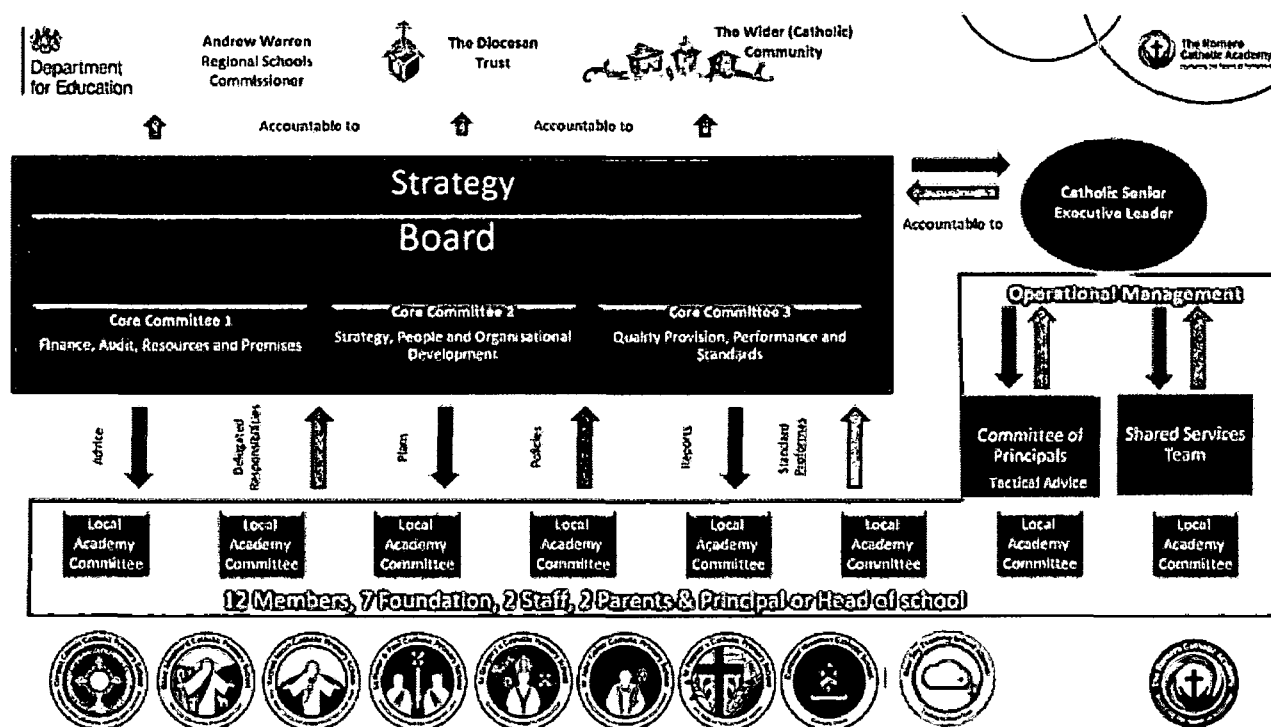 Department
for Education
Andrew Warren
Regional Schools
Commissioner
The Diocesan
Trust
The Wider (Catholic)
Community
The Romero
Catholic Academy
Accountable to
Accountable to
Strategy
Board
Accountable to
Catholic Senior
Executive Leader
Core Committee 1
Finance, Audit, Resources and Premises
Core Committee 2
Strategy, People and Organisational
Development
Core Committee 3
Quality Provision, Performance and
Standards
Operational Management
Advice
Delegated
Responsibilities
Plans
Policies
Reports
Standard
Proformas
Committee of
Principals
Tactical Advice
Shared Services
Team
Local
Academy
Committee
Local
Academy
Committee
Local
Academy
Committee
Local
Academy
Committee
Local
Academy
Committee
Local
Academy
Committee
Local
Academy
Committee
Local
Academy
Committee
12 Members, 7 Foundation, 2 Staff, 2 Parents & Principal or Head of school